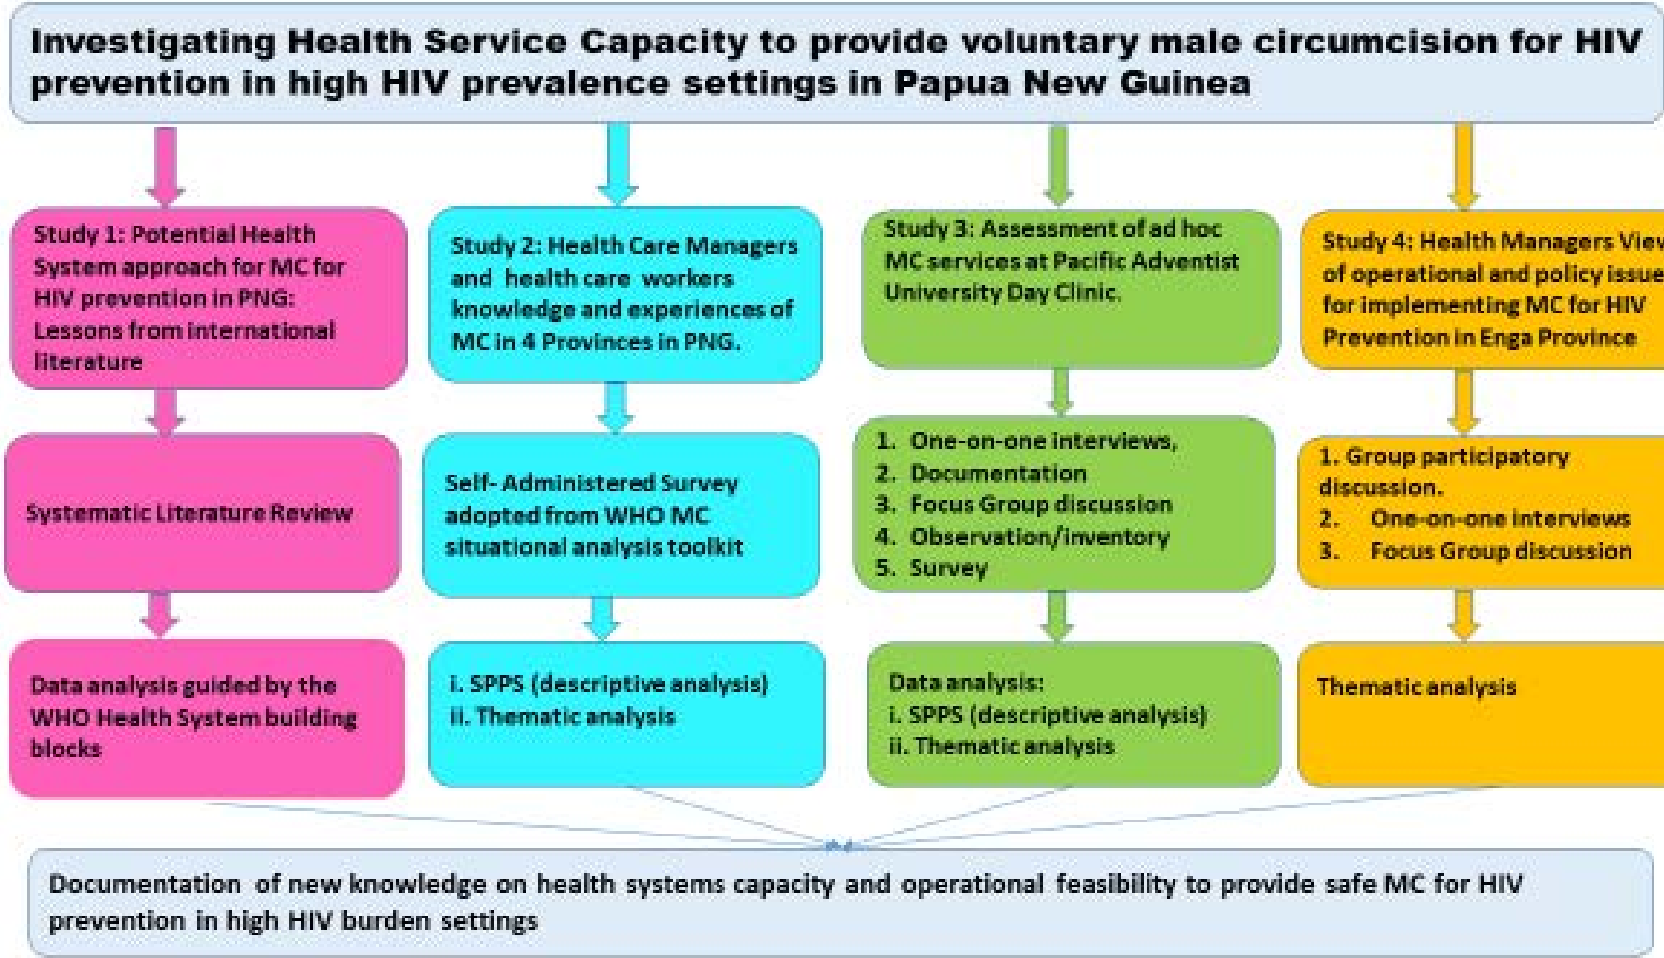 Investigating Health Service Capacity to provide voluntary male circumcision for HIV
prevention in high HIV prevalence settings in Papua New Guinea
Study 1: Potential Health
System approach for MC for
HIV prevention in PNG:
Lessons from international
literature
Systematic Literature Review
Data analysis guided by the
WHO Health System building
blocks
Study 2: Health Care Managers
and health care workers
knowledge and experiences of
MC in 4 Provinces in PNG.
Self- Administered Survey
adopted from WHO MC
situational analysis toolkit
i. SPPS (descriptive analysis)
ii. Thematic analysis
Study 3: Assessment of ad hoc
MC services at Pacific Adventist
University Day Clinic.
1. One-on-one interviews,
2. Documentation
3. Focus Group discussion
4. Observation/inventory
5. Survey
Data analysis:
i. SPPS (descriptive analysis)
ii. Thematic analysis
Study 4: Health Managers View
of operational and policy issue
for implementing MC for HIV
Prevention in Enga Province
1. Group participatory
discussion.
2. One-on-one interviews
3. Focus Group discussion
Thematic analysis
Documentation of new knowledge on health systems capacity and operational feasibility to provide safe MC for HIV
prevention in high HIV burden settings